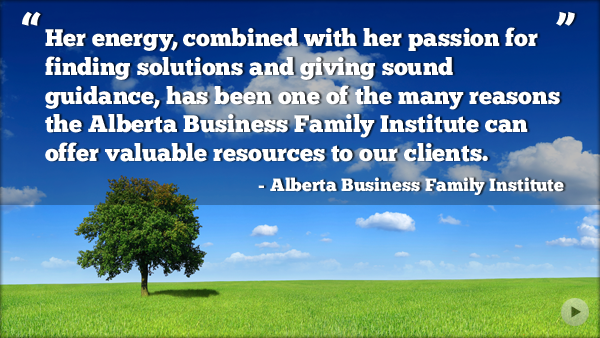 “ Her energy, combined with her passion for
finding solutions and giving sound
guidance, has been one of the many reasons
the Alberta Business Family Institute can
offer valuable resources to our clients. ”
- Alberta Business Family Institute